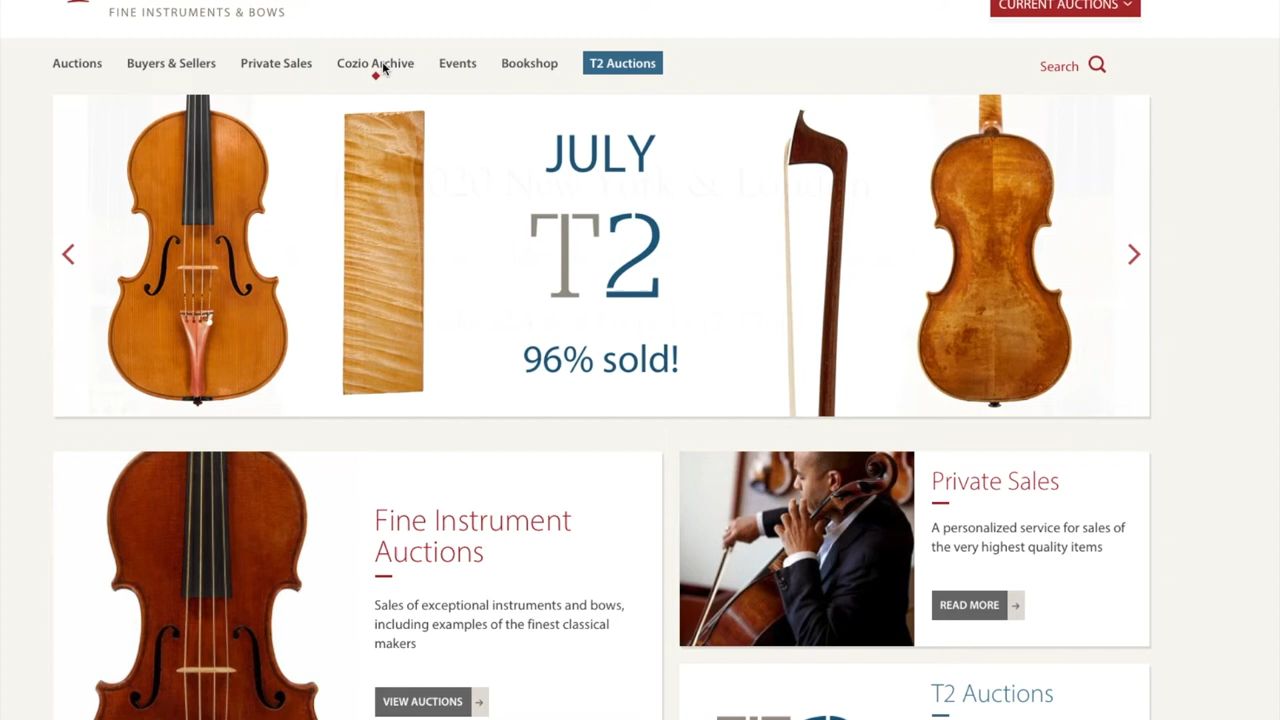 FINE INSTRUMENTS & BOWS
CURRENT AUCTIONS
Auctions Buyers & Sellers Private Sales Cozio Archive Events Bookshop T2 Auctions
Search
JULY
T2
96% sold!
Fine Instrument
Auctions
Sales of exceptional instruments and bows,
including examples of the finest classical
makers
VIEW AUCTIONS
Private Sales
A personalized service for sales of
the very highest quality items
READ MORE
T2 Auctions